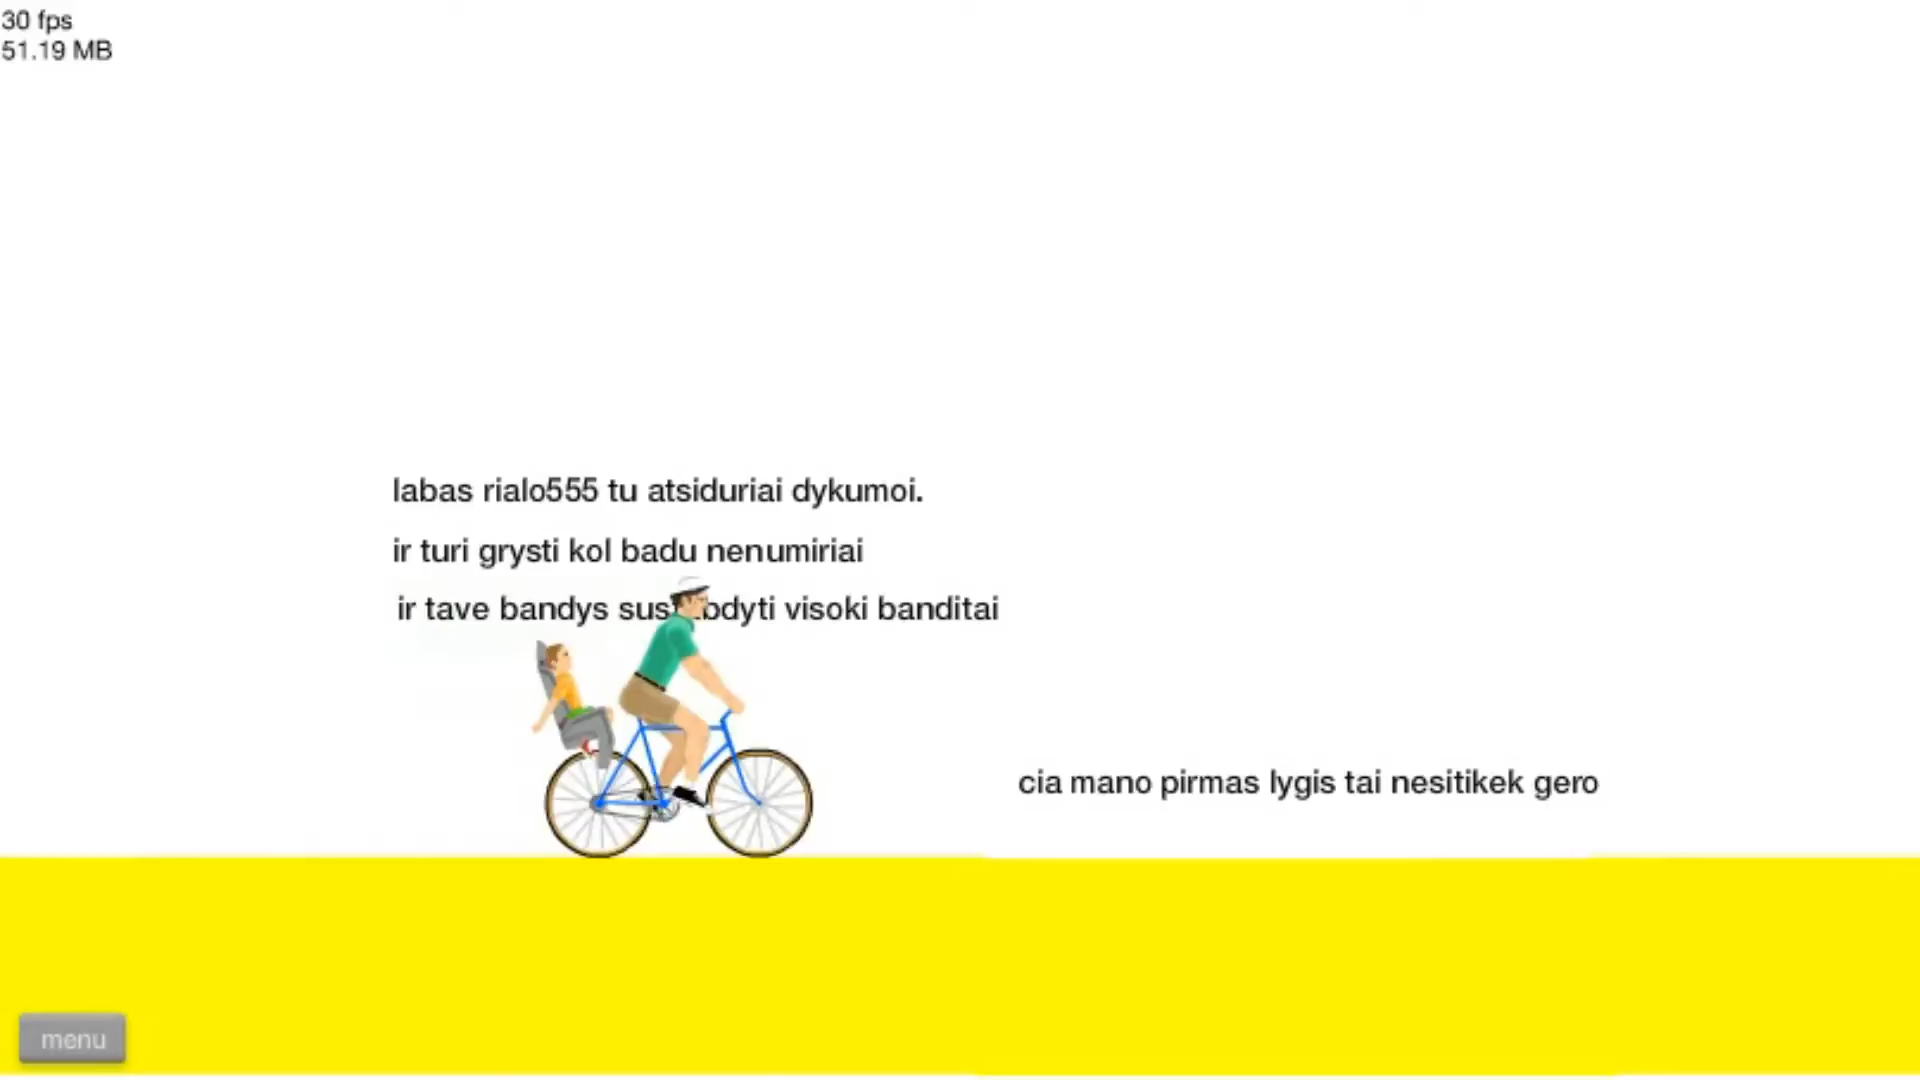 30 fps
51.19 MB
labas rialo555 tu atsiduriai dykumoi.
ir turi grysti kol badu nenumiriai
ir tave bandys visoki banditai
cia mano pirmas lygis tai nesitikek gero
menu